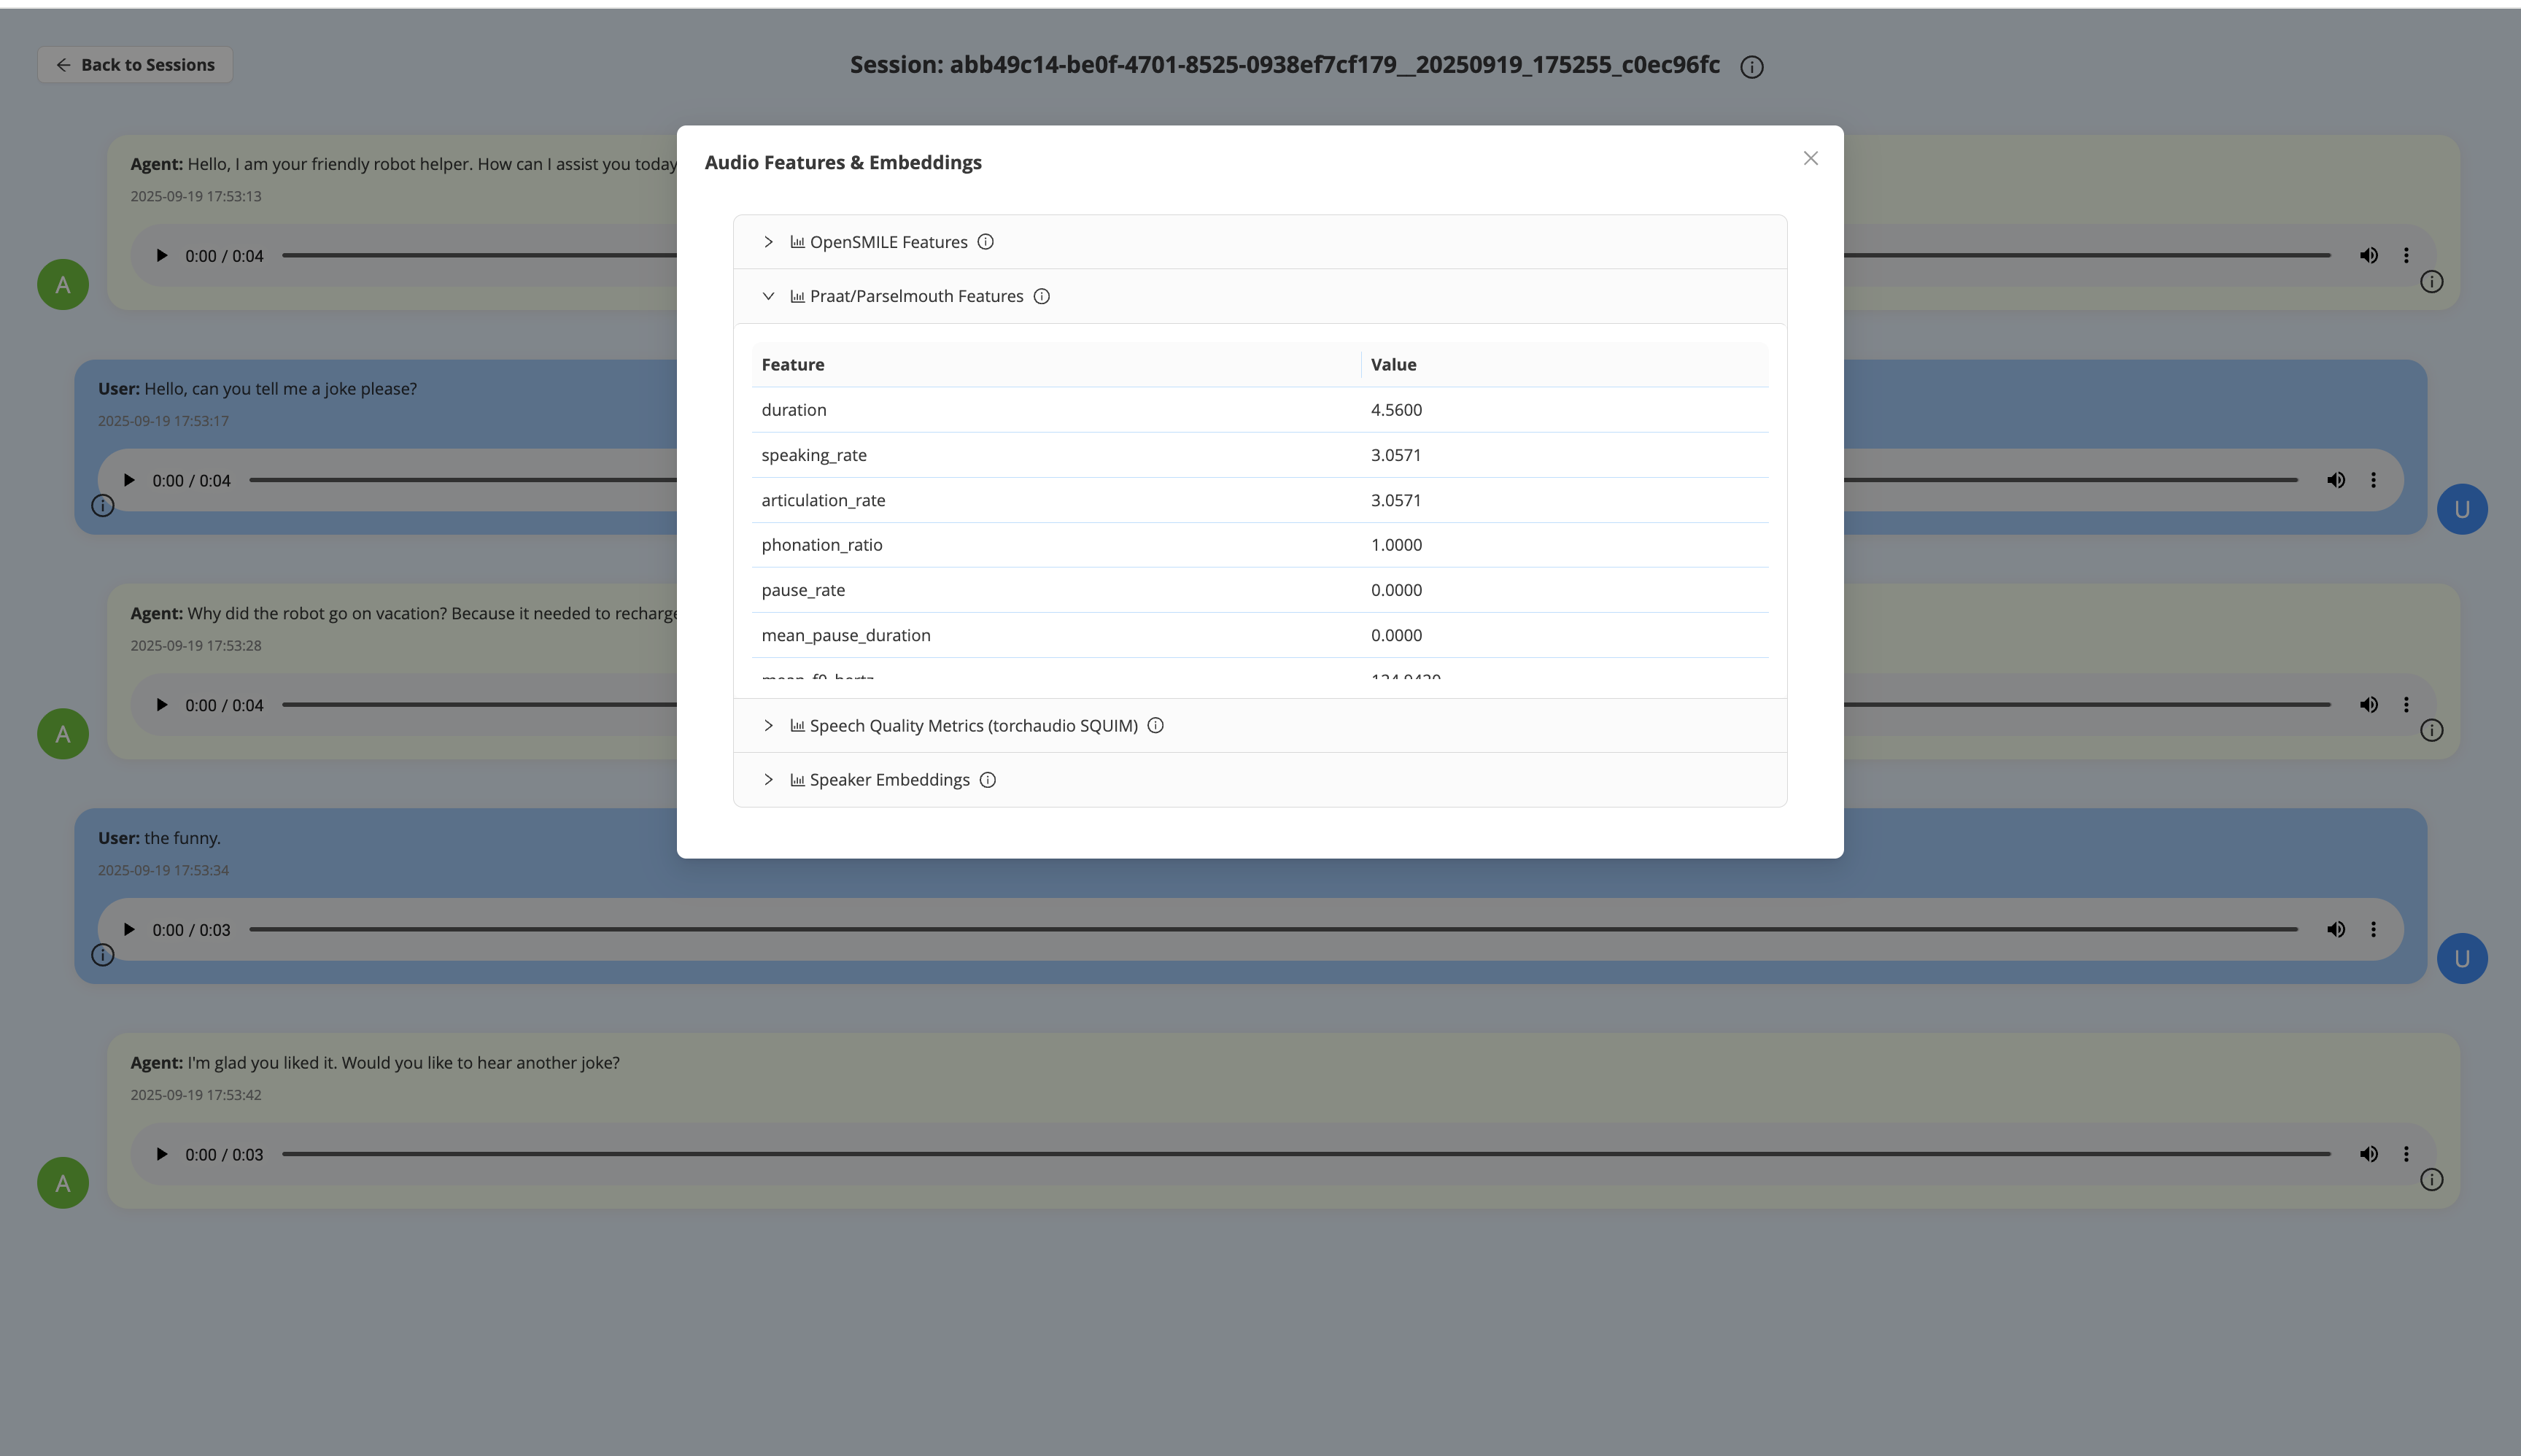 Back to Sessions
Session: abb49c14-be0f-4701-8525-0938ef7cf179__20250919_175255_c0ec96fc
Agent: Hello, I am your friendly robot helper. How can I assist you today
2025-09-19 17:53:13
0:00 / 0:04
A
User: Hello, can you tell me a joke please?
2025-09-19 17:53:17
0:00 / 0:04
U
Agent: Why did the robot go on vacation? Because it needed to recharge
2025-09-19 17:53:28
0:00 / 0:04
A
User: the funny.
2025-09-19 17:53:34
0:00 / 0:03
U
Agent: I'm glad you liked it. Would you like to hear another joke?
2025-09-19 17:53:42
0:00 / 0:03
A
Audio Features & Embeddings
OpenSMILE Features
Praat/Parselmouth Features
Feature Value
duration 4.5600
speaking_rate 3.0571
articulation_rate 3.0571
phonation_ratio 1.0000
pause_rate 0.0000
mean_pause_duration 0.0000
mean_f0_hertz
Speech Quality Metrics (torchaudio SQUIM)
Speaker Embeddings